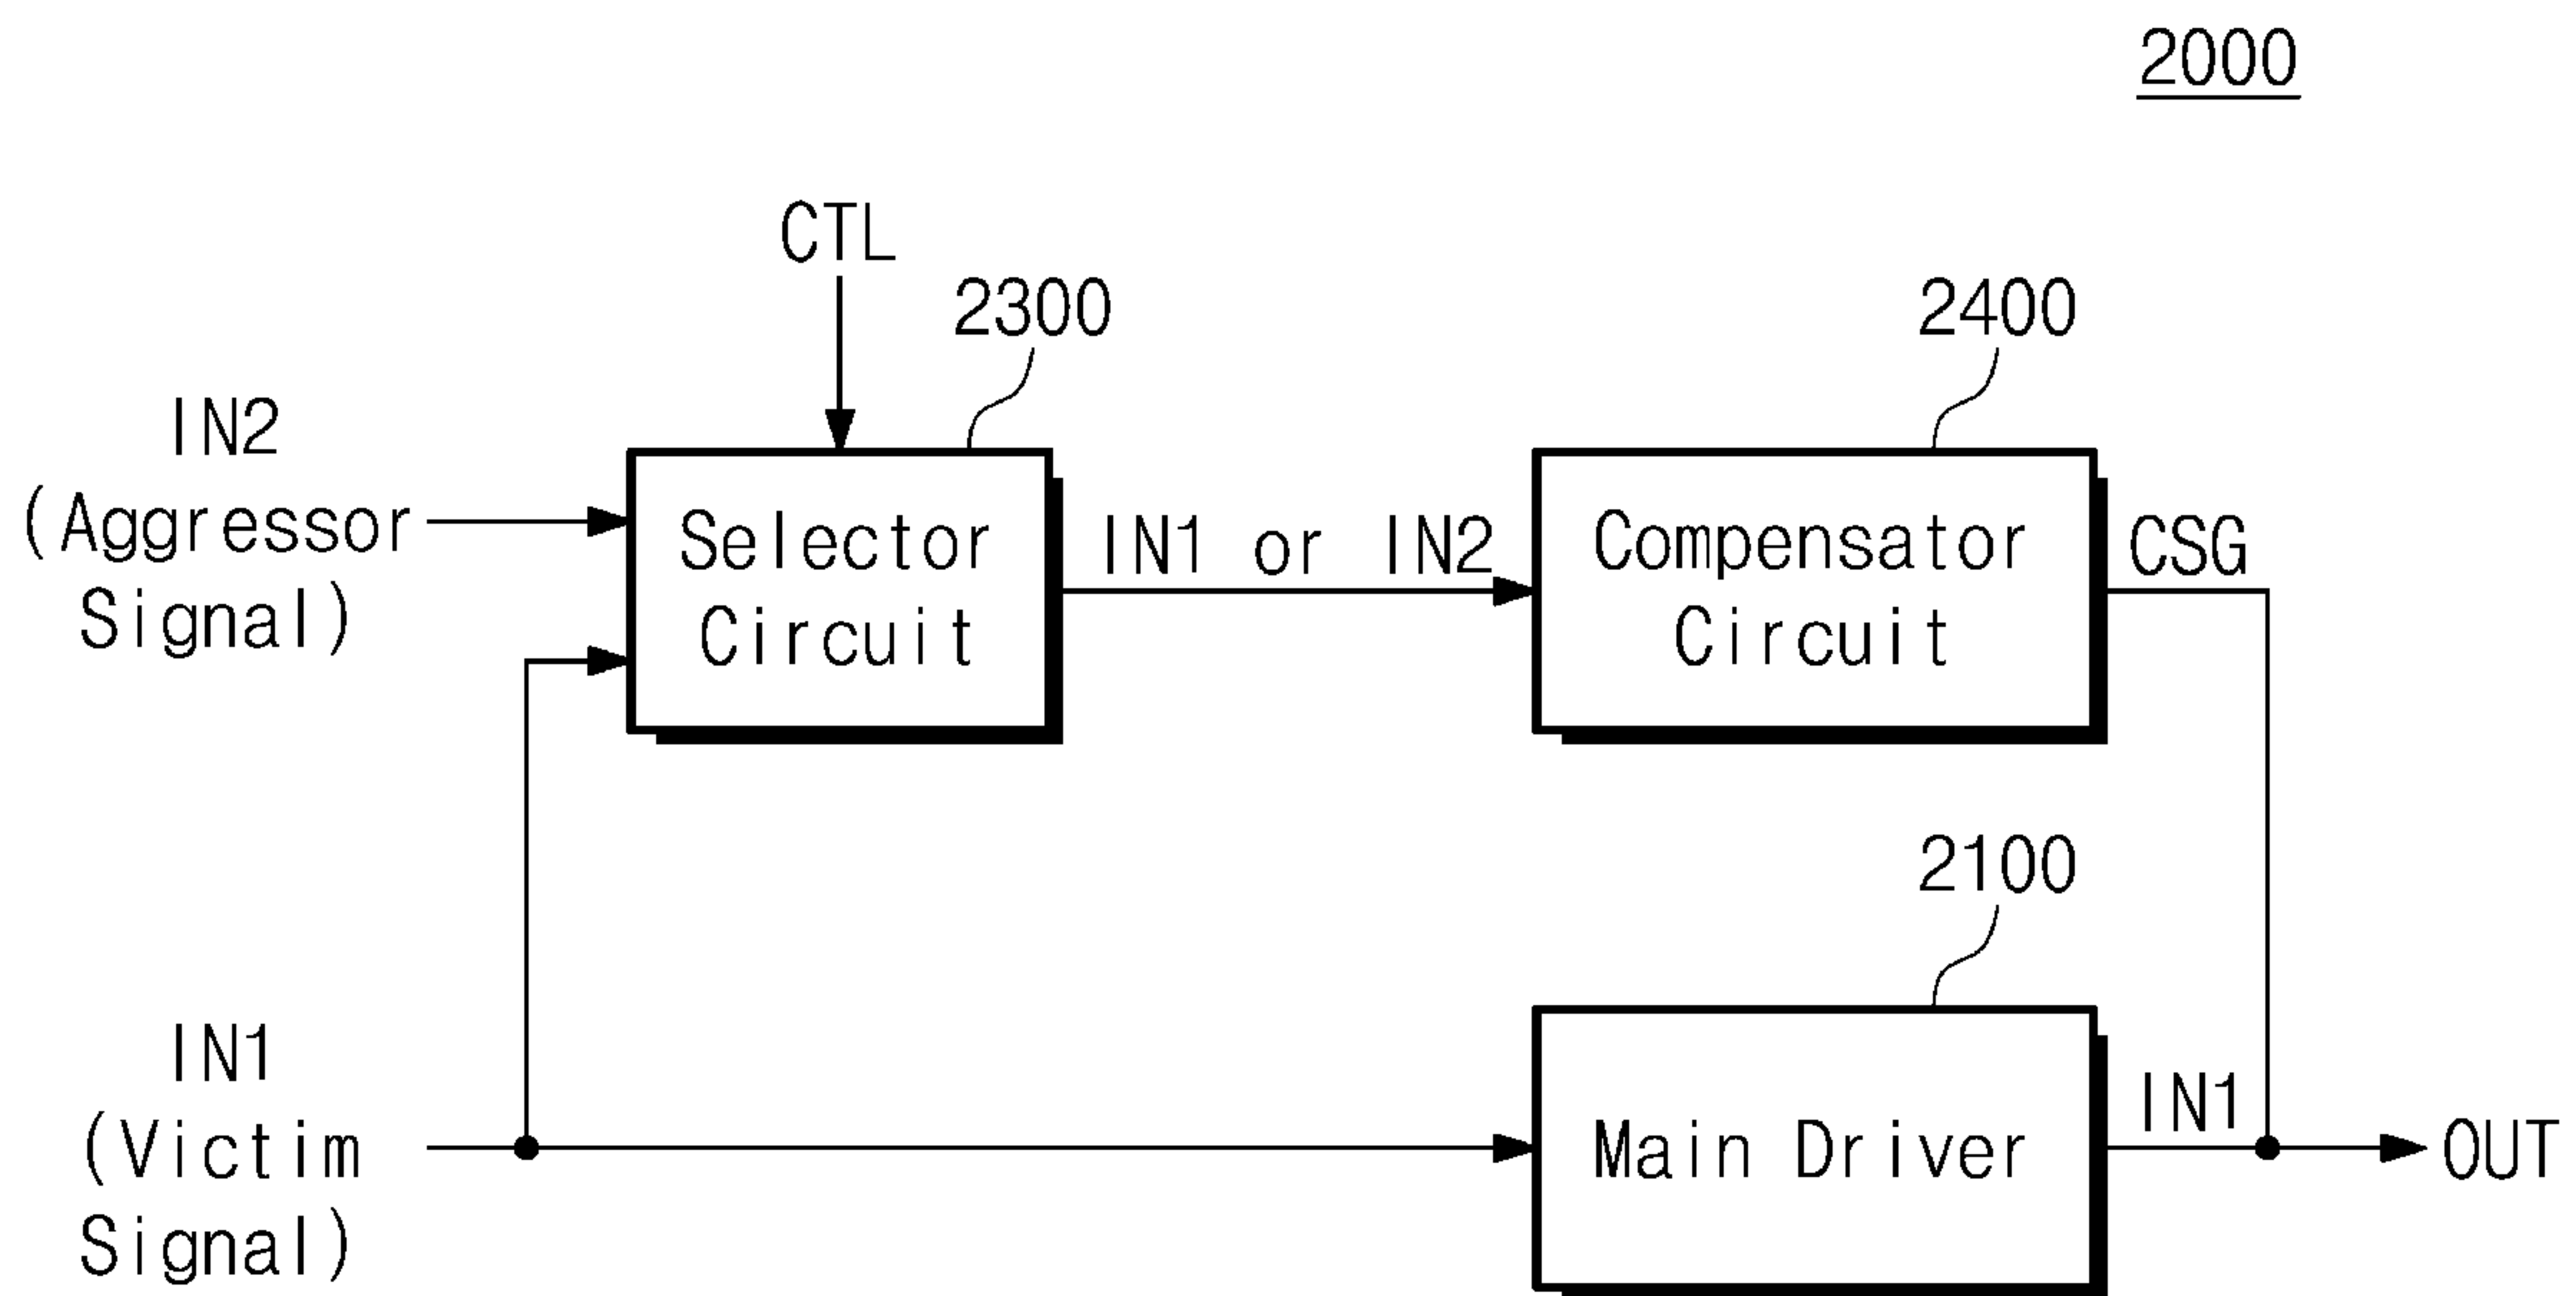 2000
CTL
2300
2400
IN2
(Aggressor
Signal)
Selector
Circuit
IN1 or IN2
Compensator
Circuit
CSG
2100
IN1
(Victim
Signal)
Main Driver
IN1
OUT